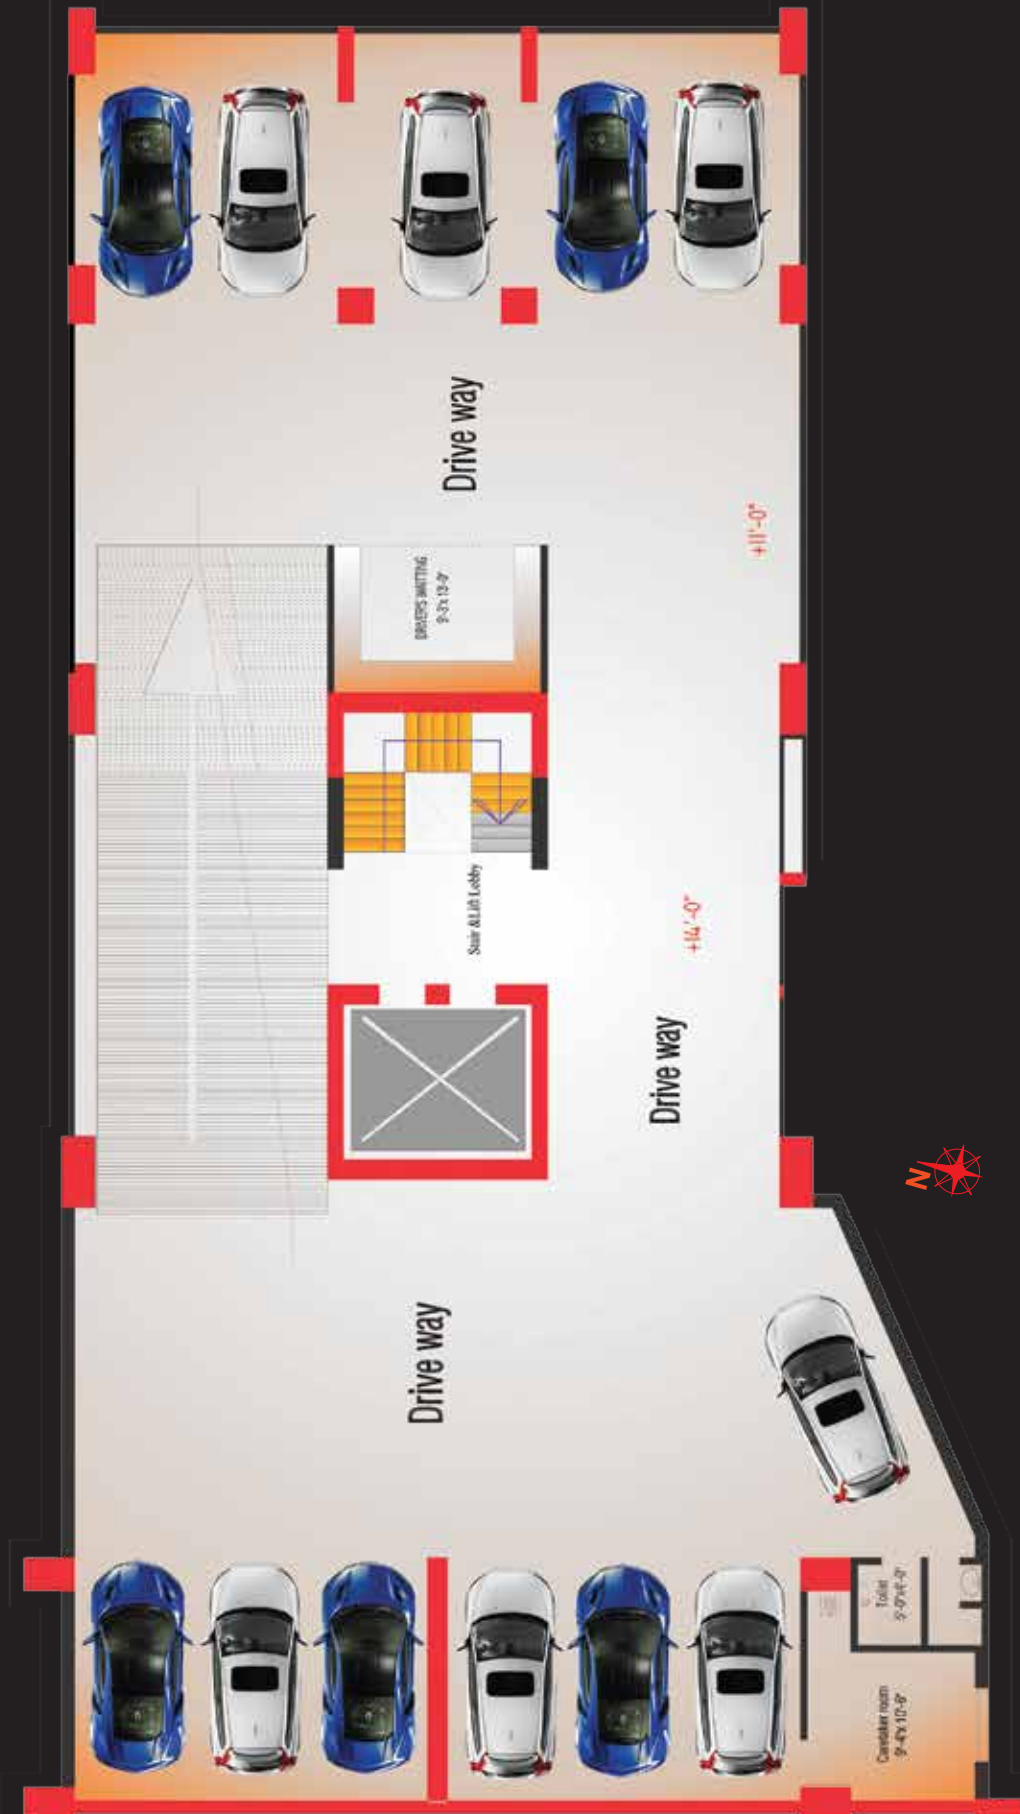 Drive way
DRIVERS WAITTING
9'-3"x 13'-9"
+11'-0"
Stair &Lift Lobby
+14'-0"
Drive way
N
Drive way
Toilet
Caretaker room